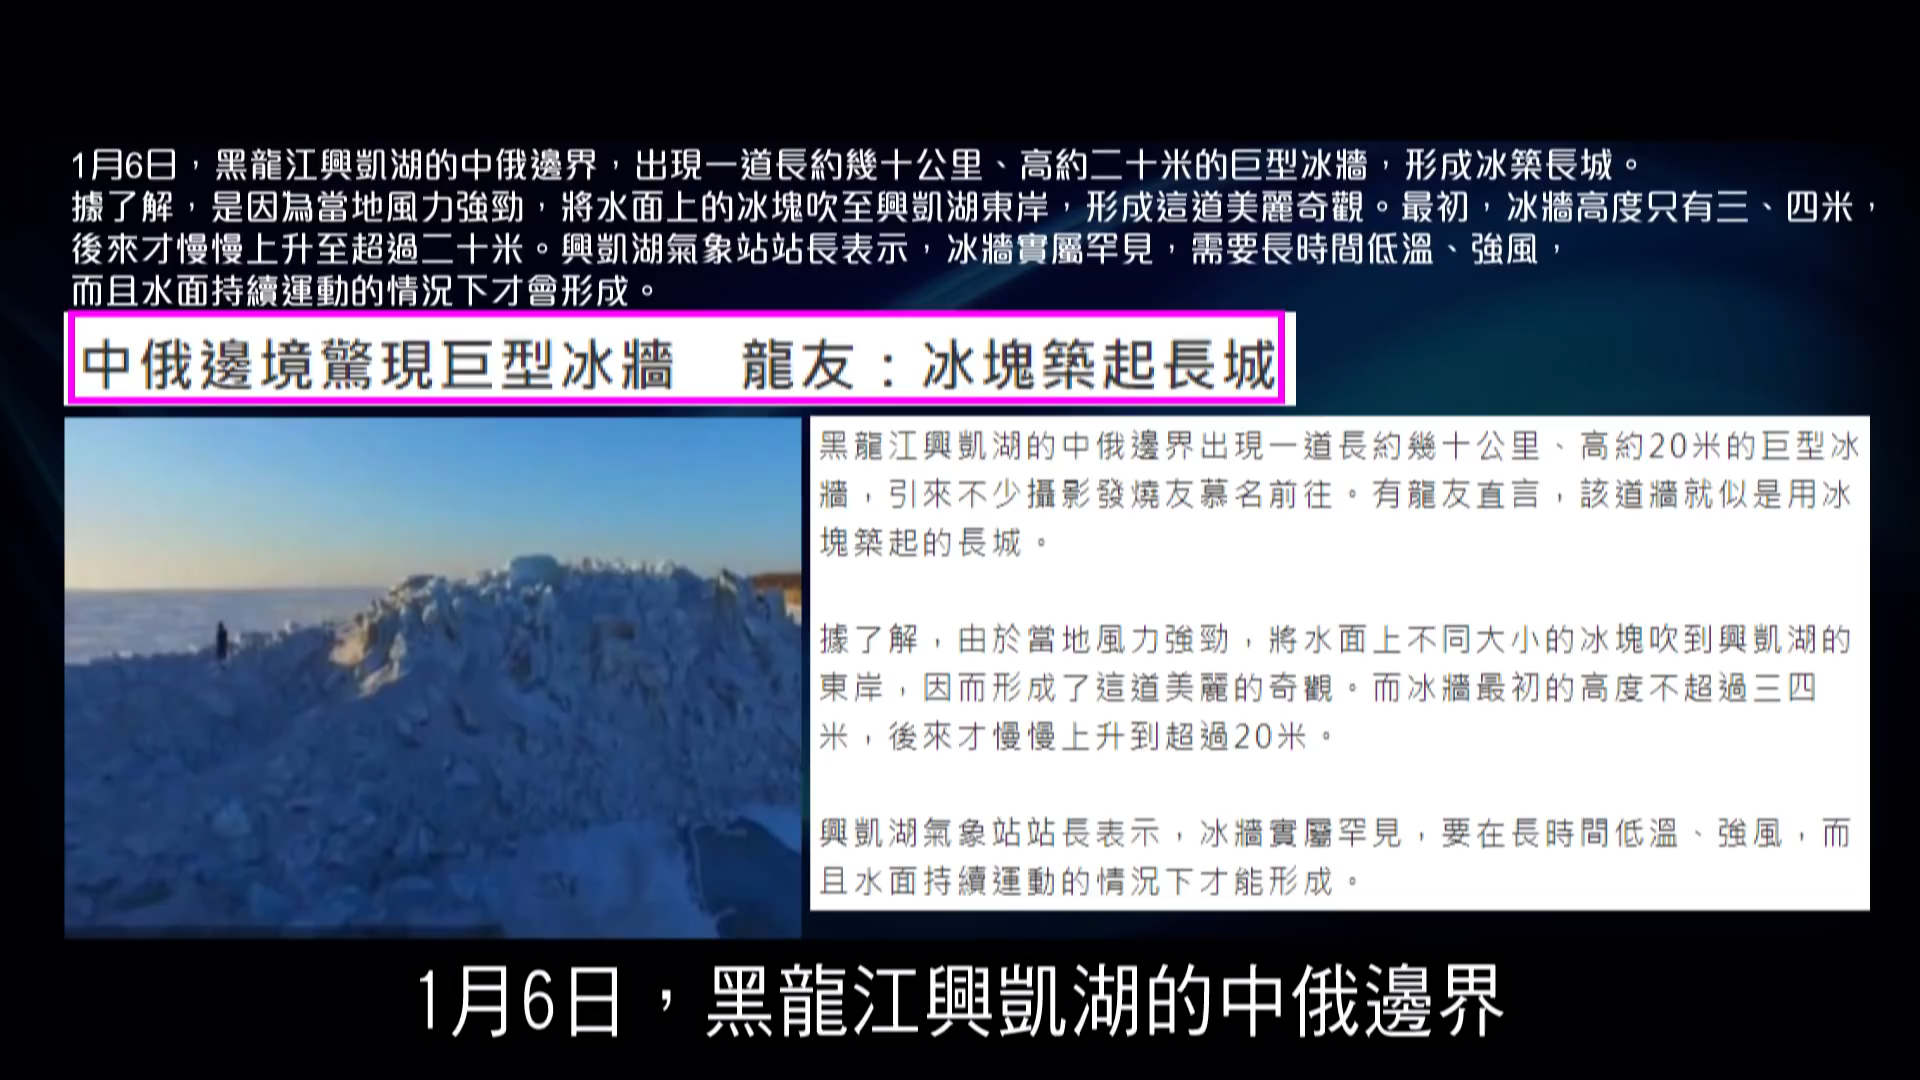 1月6日，黑龍江興凱湖的中俄邊界，出現一道長約幾十公里、高約二十米的巨型冰牆，形成冰築長城。
據了解，是因為當地風力強勁，將水面上的冰塊吹至興凱湖東岸，形成這道美麗奇觀。最初，冰牆高度只有三、四米，
後來才慢慢上升至超過二十米。興凱湖氣象站站長表示，冰牆實屬罕見，需要長時間低溫、強風，
而且水面持續運動的情況下才會形成。
中俄邊境驚現巨型冰牆　龍友：冰塊築起長城
黑龍江興凱湖的中俄邊界出現一道長約幾十公里、高約20米的巨型冰
牆，引來不少攝影發燒友慕名前往。有龍友直言，該道牆就似是用冰
塊築起的長城。
據了解，由於當地風力強勁，將水面上不同大小的冰塊吹到興凱湖的
東岸，因而形成了這道美麗的奇觀。而冰牆最初的高度不超過三四
米，後來才慢慢上升到超過20米。
興凱湖氣象站站長表示，冰牆實屬罕見，要在長時間低溫、強風，而
且水面持續運動的情況下才能形成。
1月6日，黑龍江興凱湖的中俄邊界